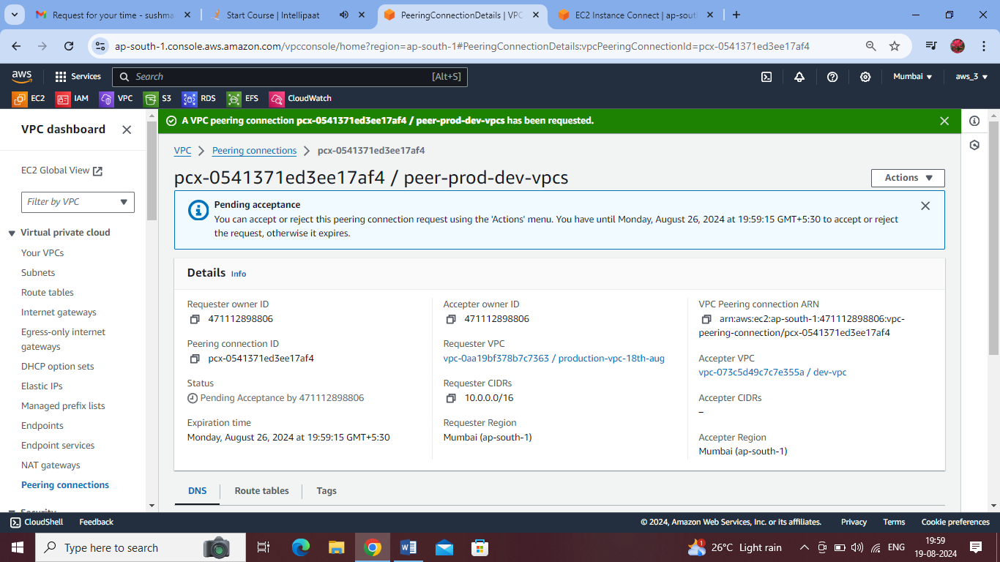 Request for your time - sushma
Start Course | Intellipaat
PeeringConnectionDetails | VPC
EC2 Instance Connect | ap-sout
ap-south-1.console.aws.amazon.com/vpcconsole/home?region=ap-south-1#PeeringConnectionDetails:vpcPeeringConnectionId=pcx-0541371ed3ee17af4
aws
Services
Search
[Alt+S]
Mumbai
aws_3
EC2
IAM
VPC
S3
RDS
EFS
CloudWatch
VPC dashboard
EC2 Global View
Filter by VPC
Virtual private cloud
Your VPCs
Subnets
Route tables
Internet gateways
Egress-only internet
gateways
DHCP option sets
Elastic IPs
Managed prefix lists
Endpoints
Endpoint services
NAT gateways
Peering connections
Security
A VPC peering connection pcx-0541371ed3ee17af4 / peer-prod-dev-vpcs has been requested.
VPC
Peering connections
pcx-0541371ed3ee17af4
pcx-0541371ed3ee17af4 / peer-prod-dev-vpcs
Actions
Pending acceptance
You can accept or reject this peering connection request using the 'Actions' menu. You have until Monday, August 26, 2024 at 19:59:15 GMT+5:30 to accept or reject
the request, otherwise it expires.
Details
Info
Requester owner ID
471112898806
Peering connection ID
pcx-0541371ed3ee17af4
Status
Pending Acceptance by 471112898806
Expiration time
Monday, August 26, 2024 at 19:59:15 GMT+5:30
Accepter owner ID
471112898806
Requester VPC
vpc-0aa19bf378b7c7363 / production-vpc-18th-aug
Requester CIDRs
10.0.0.0/16
Requester Region
Mumbai (ap-south-1)
VPC Peering connection ARN
arn:aws:ec2:ap-south-1:471112898806:vpc-
peering-connection/pcx-0541371ed3ee17af4
Accepter VPC
vpc-073c5d49c7c7e355a / dev-vpc
Accepter CIDRs
–
Accepter Region
Mumbai (ap-south-1)
DNS
Route tables
Tags
CloudShell
Feedback
© 2024, Amazon Web Services, Inc. or its affiliates.
Privacy
Terms
Cookie preferences
Type here to search
1
26°C Light rain
ENG
19:59
19-08-2024